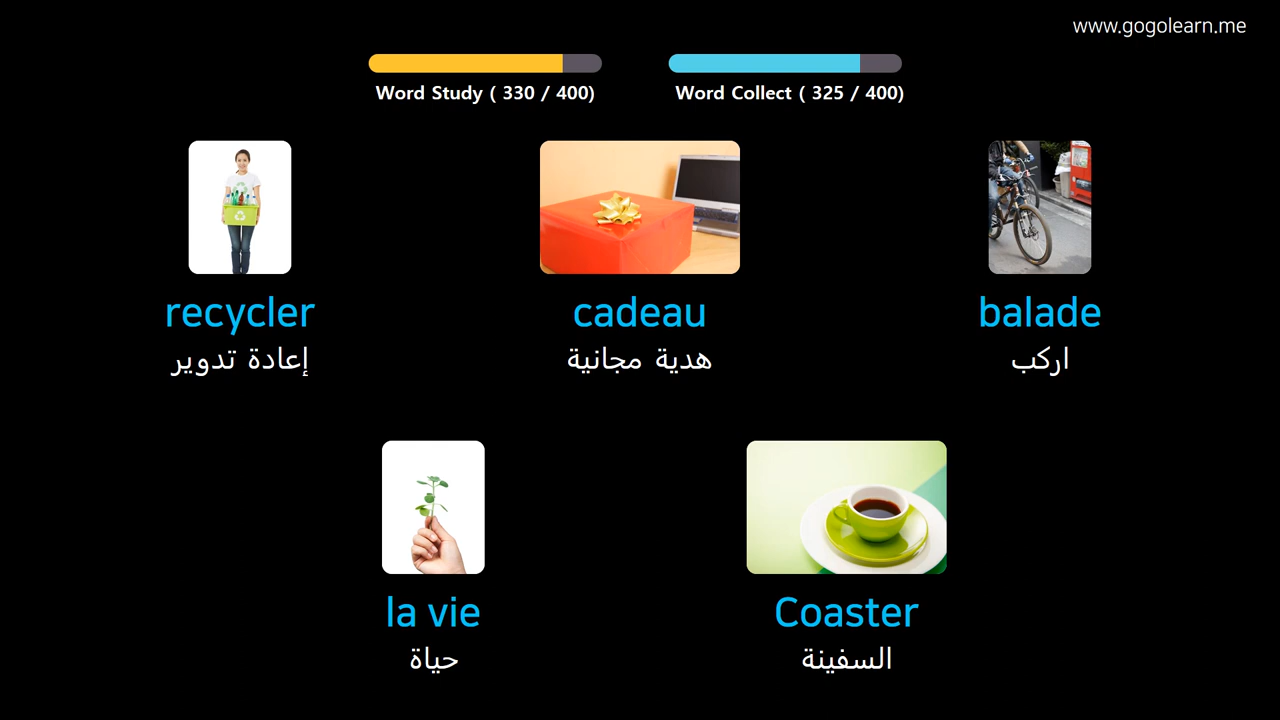 www.gogolearn.me
Word Study ( 330 / 400)
Word Collect ( 325 / 400)
recycler
إعادة تدوير
cadeau
هدية مجانية
balade
اركب
la vie
حياة
Coaster
السفينة